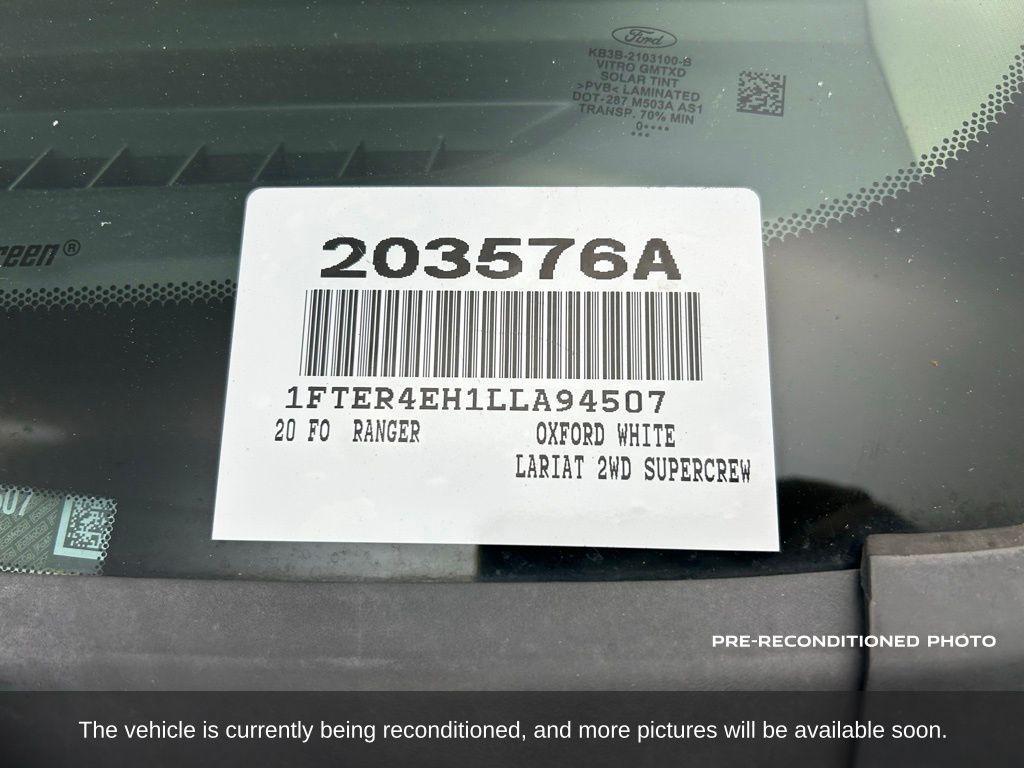 Ford
KB3B-2103100-B
VITRO GMTXD
SOLAR TINT
>PVB< LAMINATED
DOT-287 M503A AS1
TRANSP. 70% MIN
203576A
1FTER4EH1LLA94507
20 FO RANGER
OXFORD WHITE
LARIAT 2WD SUPERCREW
PRE-RECONDITIONED PHOTO
The vehicle is currently being reconditioned, and more pictures will be available soon.